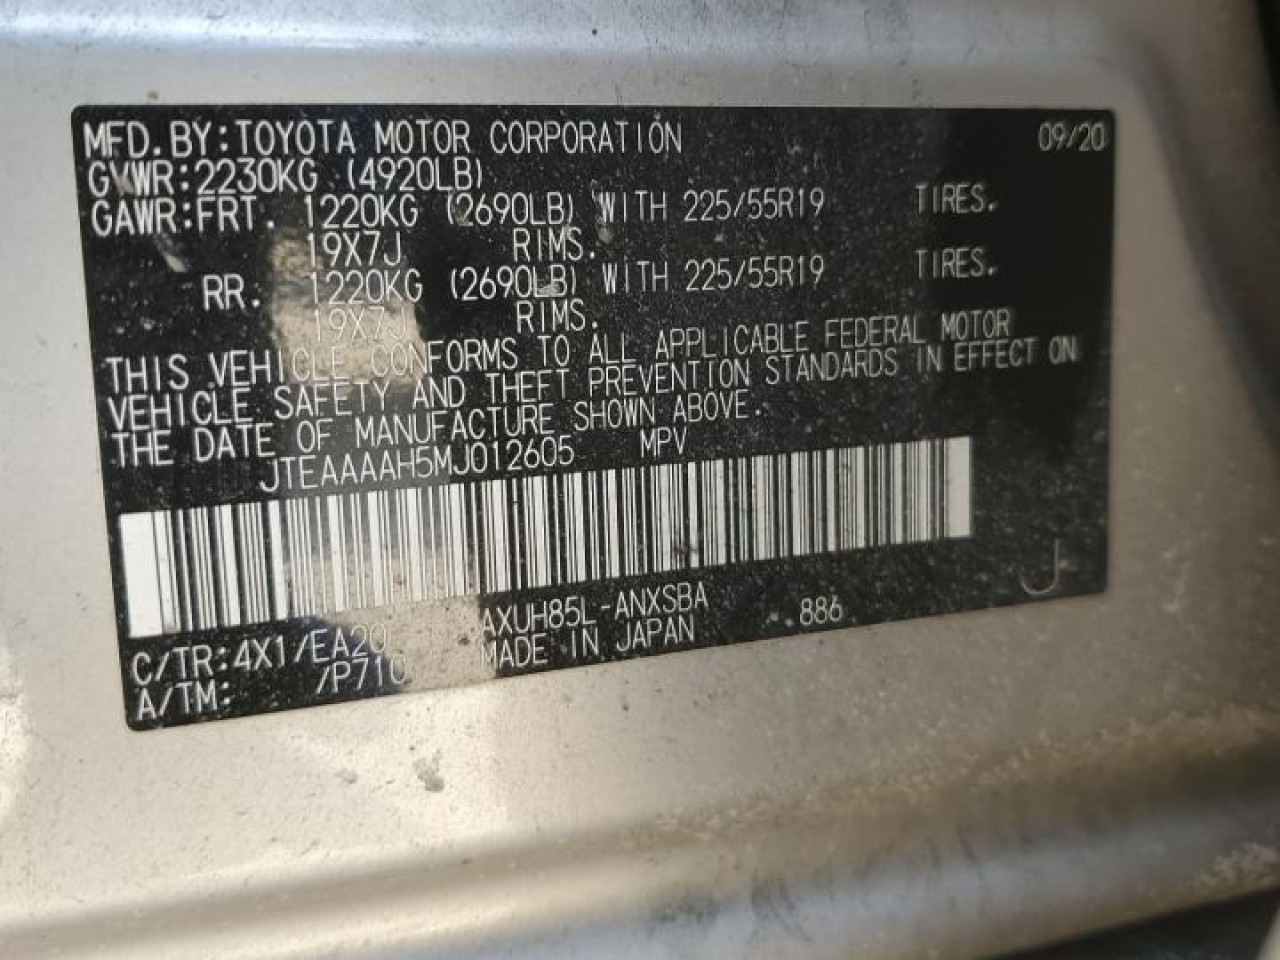 MFD.BY:TOYOTA MOTOR CORPORATION 09/20
GVWR:2230KG (4920LB)
GAWR:FRT. 1220KG (2690LB) WITH 225/55R19 TIRES.
19X7J RIMS.
RR. 1220KG (2690LB) WITH 225/55R19 TIRES.
19X7J RIMS.
THIS VEHICLE CONFORMS TO ALL APPLICABLE FEDERAL MOTOR
VEHICLE SAFETY AND THEFT PREVENTION STANDARDS IN EFFECT ON
THE DATE OF MANUFACTURE SHOWN ABOVE.
JTEAAAAH5MJ012605 MPV
J
C/TR:4X1/EA20 AXUH85L-ANXSBA 886
A/TM: /P710 MADE IN JAPAN